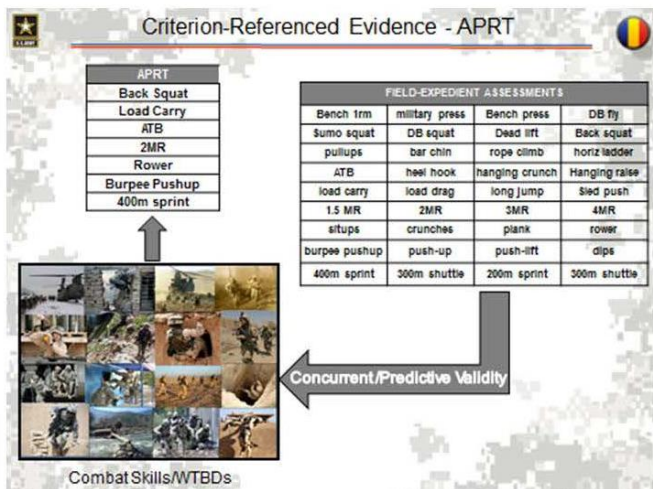 Criterion-Referenced Evidence - APRT
APRT
Back Squat
Load Carry
ATB
2MR
Rower
Burpee Pushup
400m sprint
FIELD-EXPEDIENT ASSESSMENTS
Bench 1rm military press Bench press DB fly
Sumo squat DB squat Dead lift Back squat
pullups bar chin rope climb horiz ladder
ATB heel hook hanging crunch Hanging raise
load carry load drag long jump Sled push
1.5 MR 2MR 3MR 4MR
situps crunches plank rower
burpee pushup push-up push-lift dips
400m sprint 300m shuttle 200m sprint 300m shuttle
Concurrent/Predictive Validity
Combat Skills/WTBDs